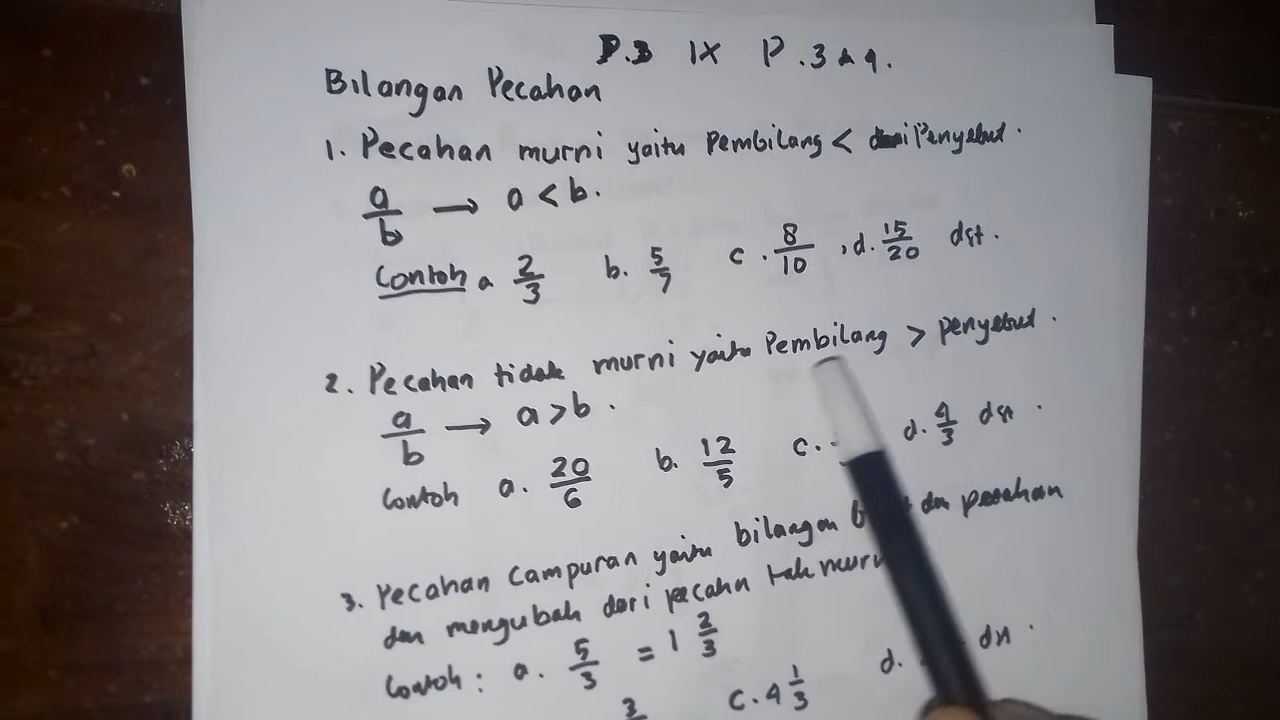 P.3 IX P.3 & 4.
Bilangan Pecahan
1. Pecahan murni yaitu Pembilang < Penyebut.
a/b → a < b.
Contoh a 2/3 b. 5/7 c. 8/10, d. 15/20 dst.
2. Pecahan tidak murni yaitu Pembilang > penyebut.
a/b → a > b.
Contoh a. 20/6 b. 12/5 c. d. 4/3 dst.
3. Pecahan Campuran yaitu bilangan dan pecahan
dan mengubah dari pecahn tak
Contoh: a. 5/3 = 1 2/3
3 c. 4 1/3 d. dst.